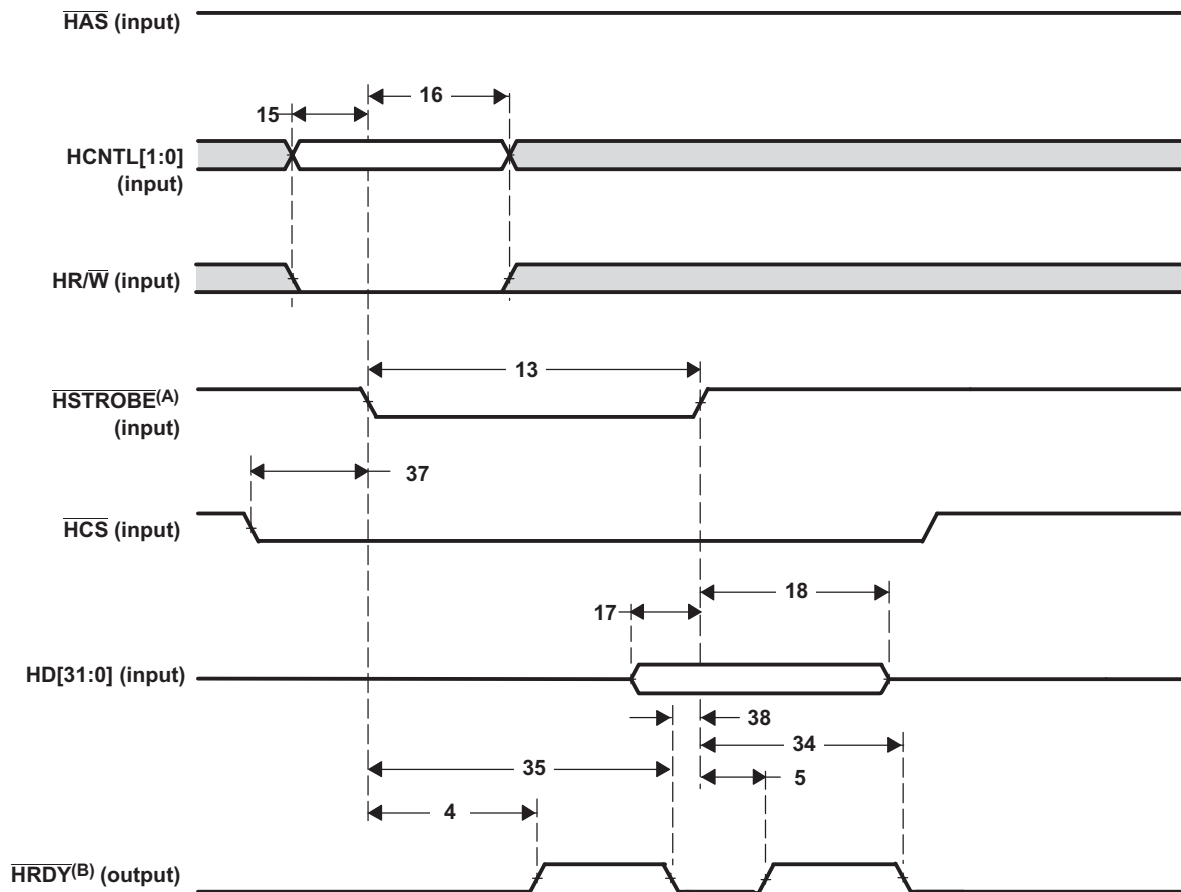 HAS (input)
16
15
HCNTL[1:0]
(input)
HR/W (input)
13
HSTROBE(A)
(input)
37
HCS (input)
18
17
HD[31:0] (input)
38
34
35
5
4
HRDY(B) (output)